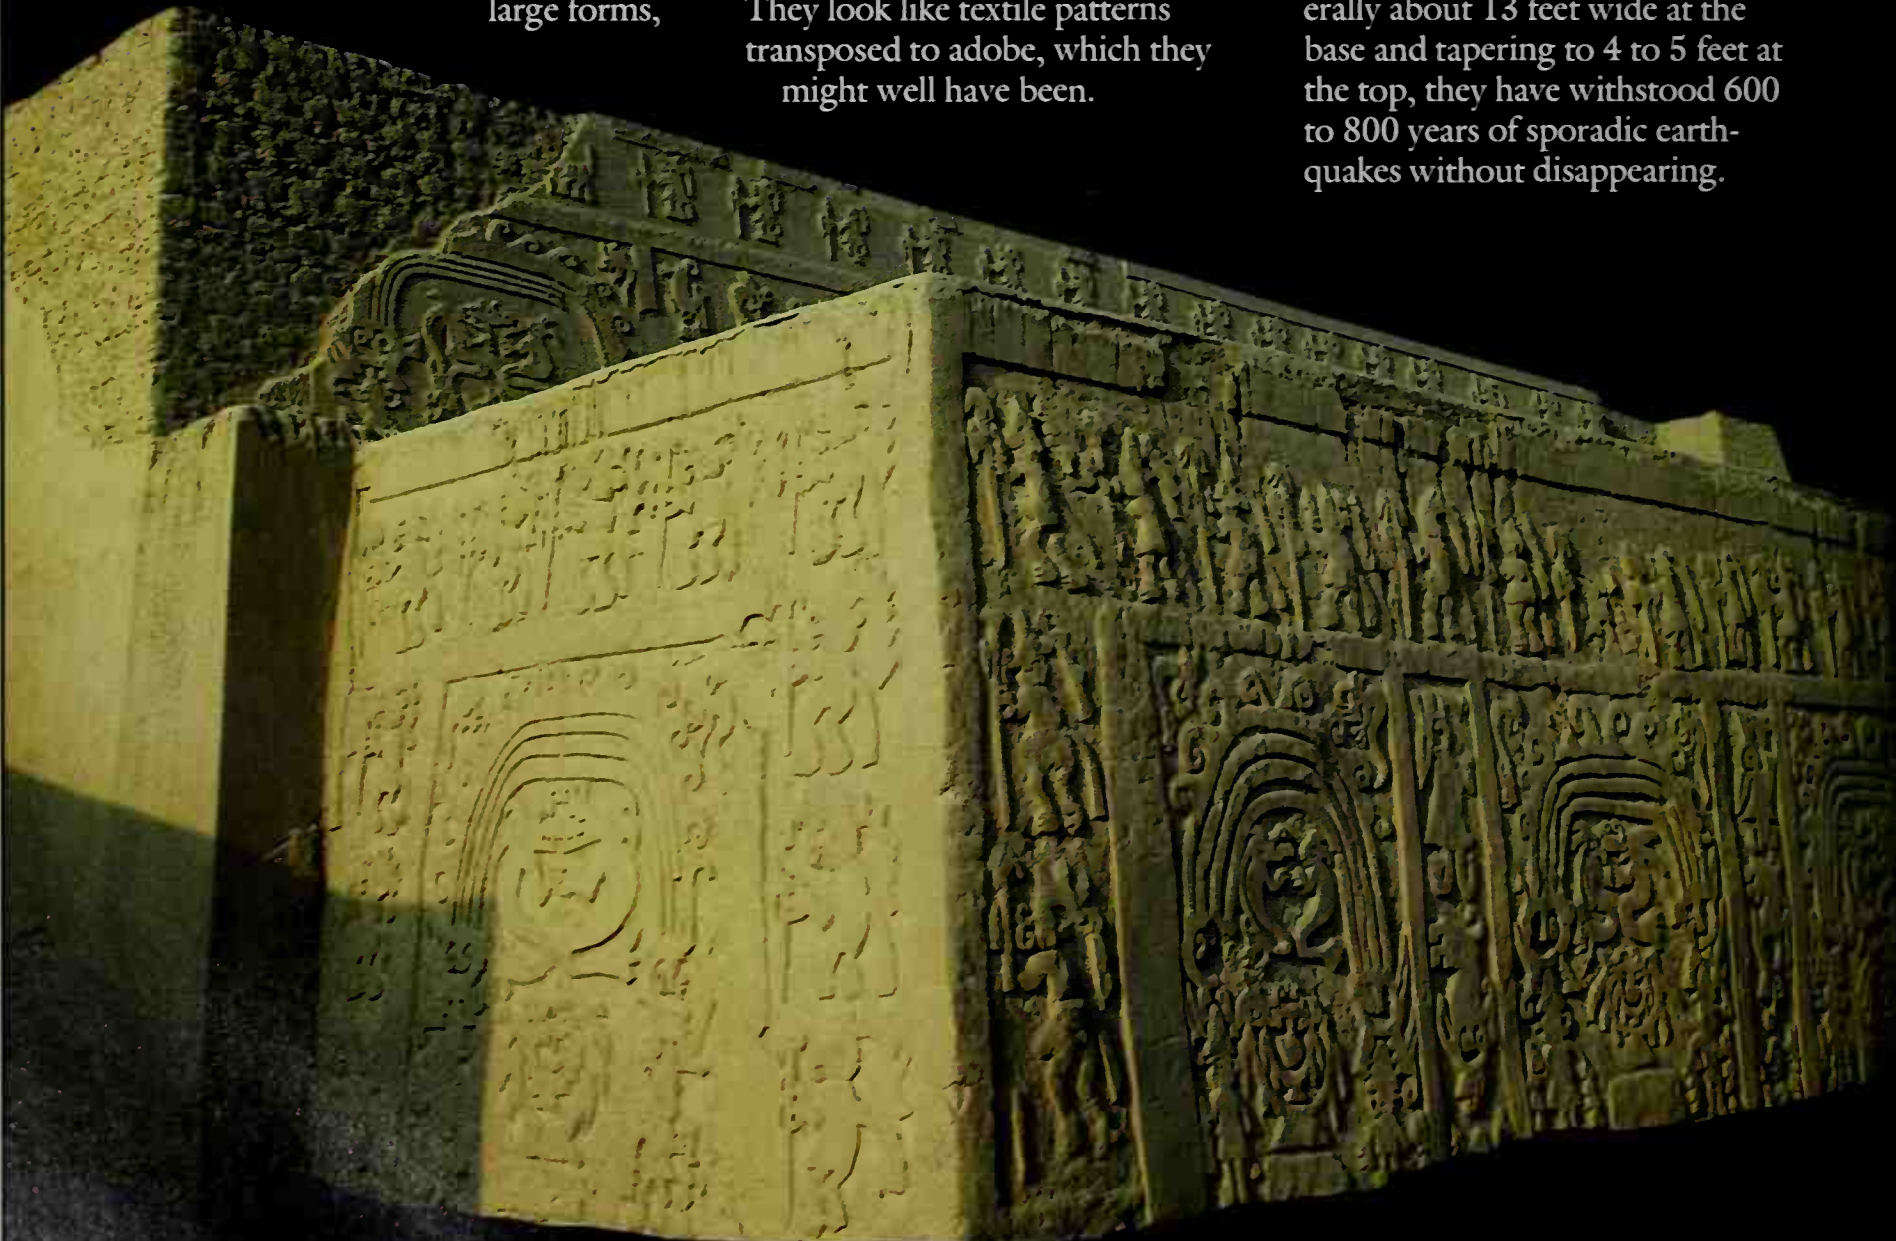 large forms,
They look like textile patterns
transposed to adobe, which they
might well have been.
erally about 13 feet wide at the
base and tapering to 4 to 5 feet at
the top, they have withstood 600
to 800 years of sporadic earth-
quakes without disappearing.